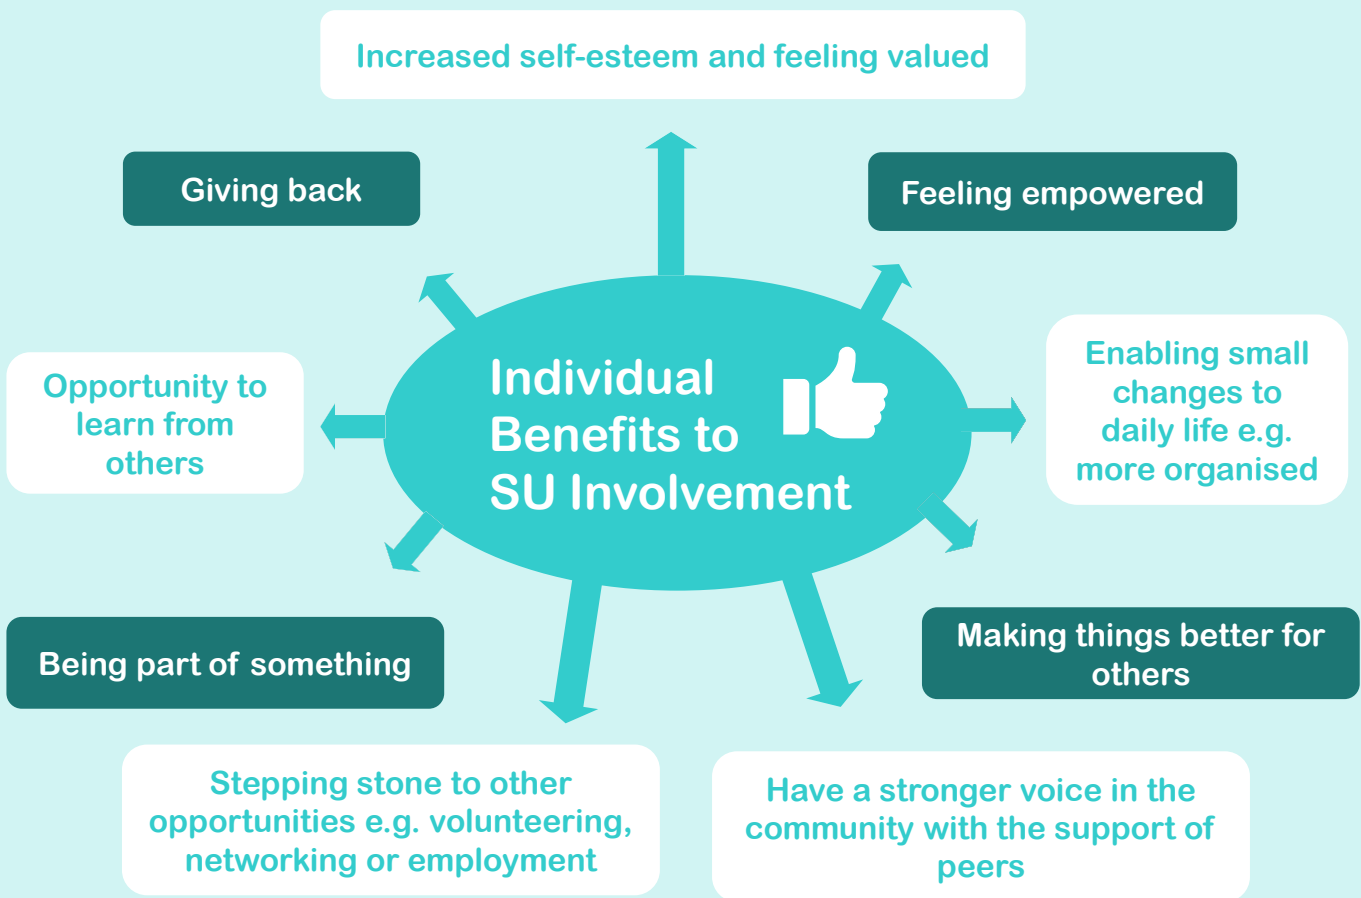 Increased self-esteem and feeling valued
Giving back
Feeling empowered
Opportunity to
learn from
others
Individual
Benefits to
SU Involvement
Enabling small
changes to
daily life e.g.
more organised
Being part of something
Making things better for
others
Stepping stone to other
opportunities e.g. volunteering,
networking or employment
Have a stronger voice in the
community with the support of
peers